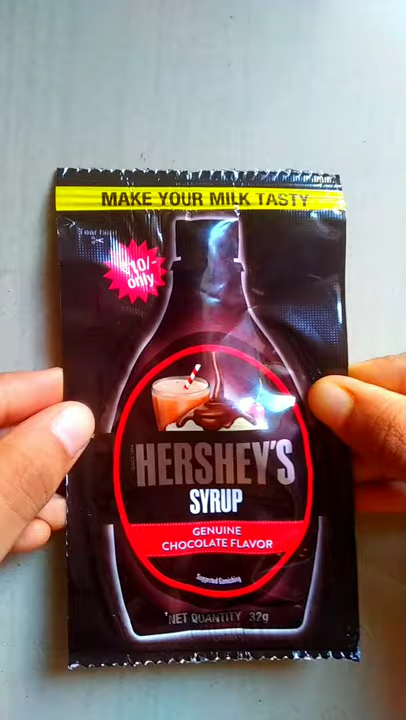 MAKE YOUR MILK TASTY
Tear here
₹10/-
only
HERSHEY'S
SYRUP
GENUINE
CHOCOLATE FLAVOR
Suggested Garnishing
*NET QUANTITY 32g